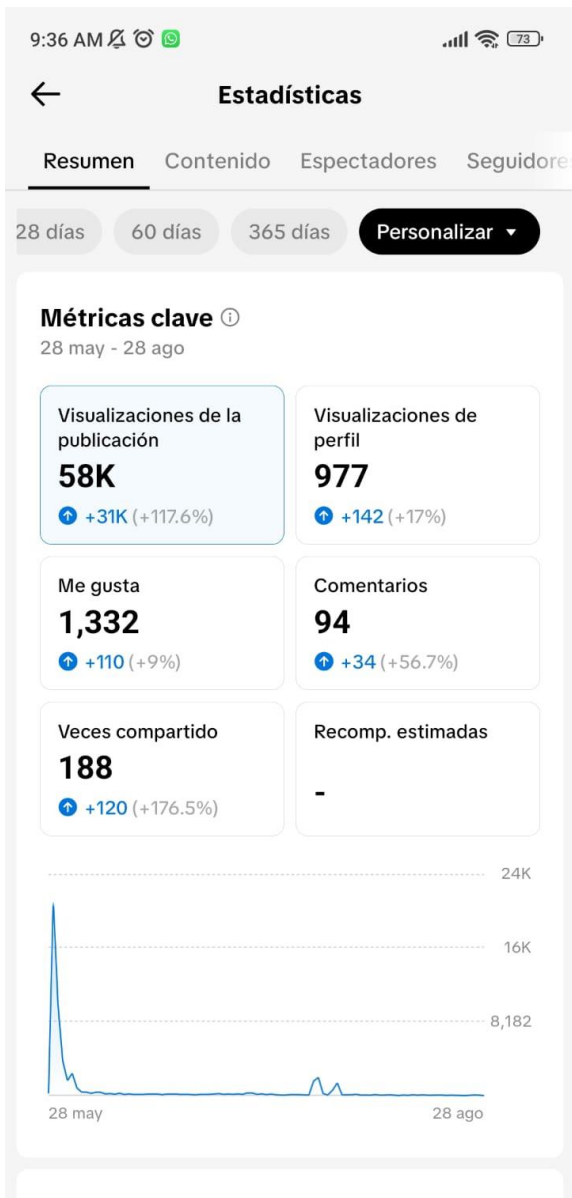 9:36 AM
73
Estadísticas
Resumen Contenido Espectadores Seguidore
28 días 60 días 365 días Personalizar
Métricas clave
28 may - 28 ago
Visualizaciones de la
publicación
58K
+31K (+117.6%)
Visualizaciones de
perfil
977
+142 (+17%)
Me gusta
1,332
+110 (+9%)
Comentarios
94
+34 (+56.7%)
Veces compartido
188
+120 (+176.5%)
Recomp. estimadas
-
24K
16K
8,182
28 may 28 ago